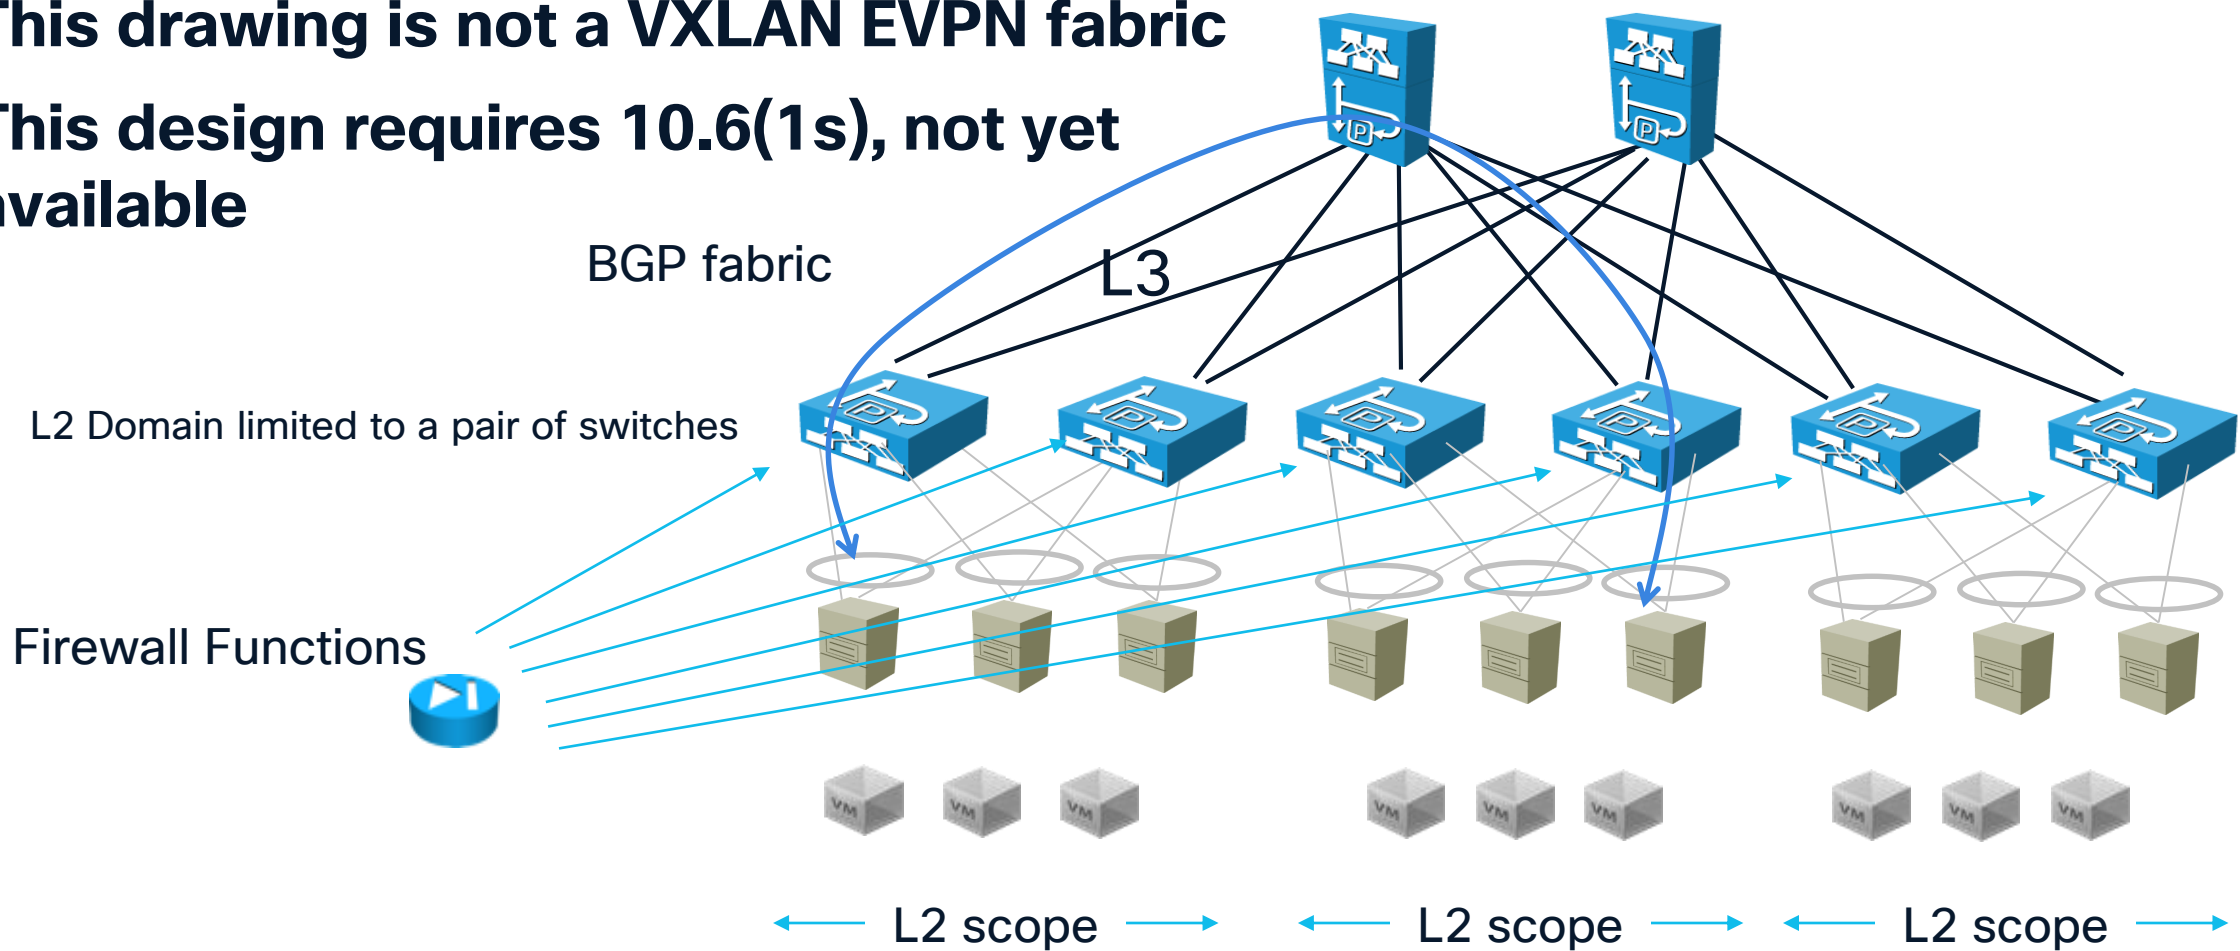 This drawing is not a VXLAN EVPN fabric
This design requires 10.6(1s), not yet
available
BGP fabric
L3
L2 Domain limited to a pair of switches
Firewall Functions
P
P
P
P
P
P
P
P
VM
VM
VM
VM
VM
VM
VM
VM
VM
L2 scope
L2 scope
L2 scope